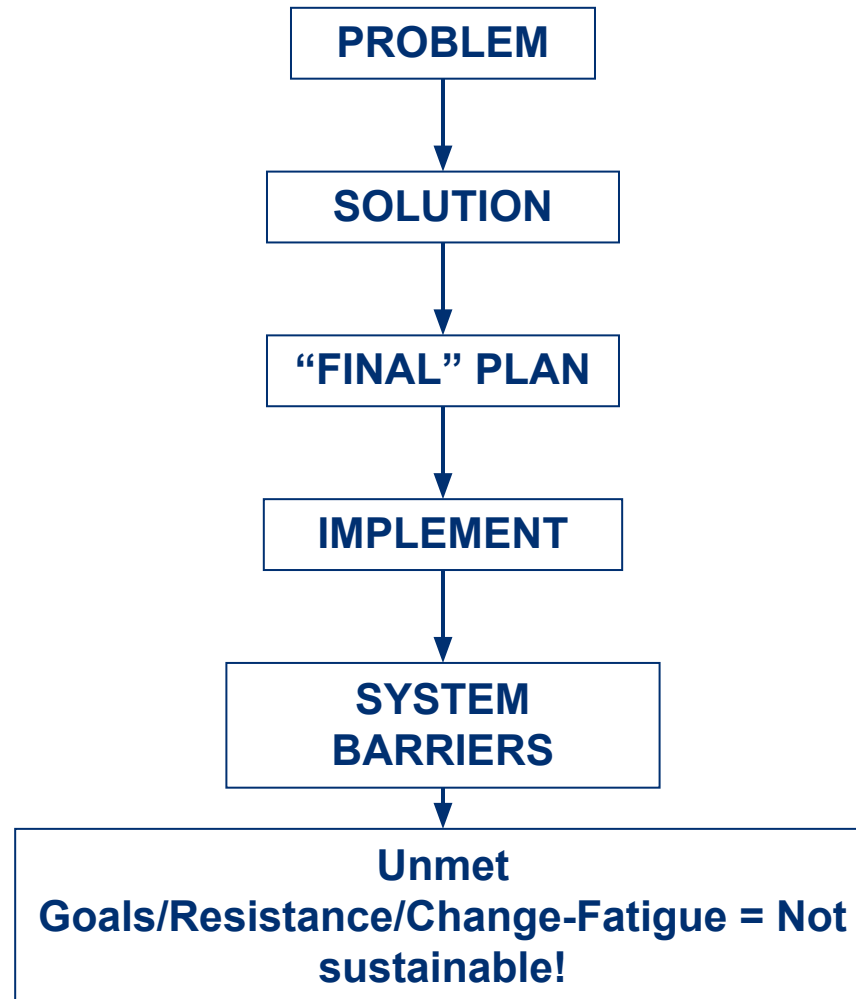 PROBLEM
SOLUTION
“FINAL” PLAN
IMPLEMENT
SYSTEM
BARRIERS
Unmet
Goals/Resistance/Change-Fatigue = Not
sustainable!